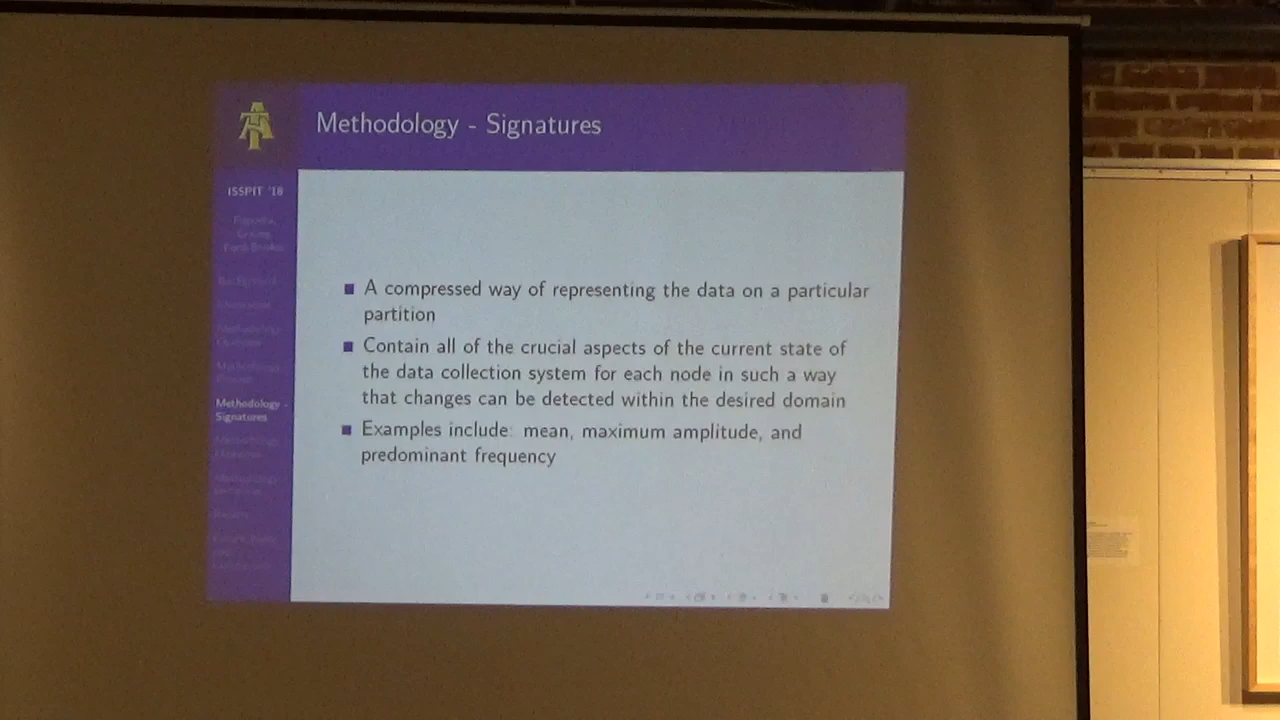 Methodology - Signatures
ISSPIT '18
Methodology -
Signatures
A compressed way of representing the data on a particular
partition
Contain all of the crucial aspects of the current state of
the data collection system for each node in such a way
that changes can be detected within the desired domain
Examples include: mean, maximum amplitude, and
predominant frequency